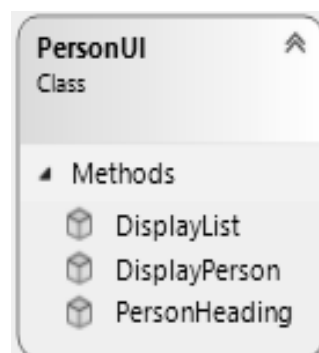 PersonUI
Class
Methods
DisplayList
DisplayPerson
PersonHeading